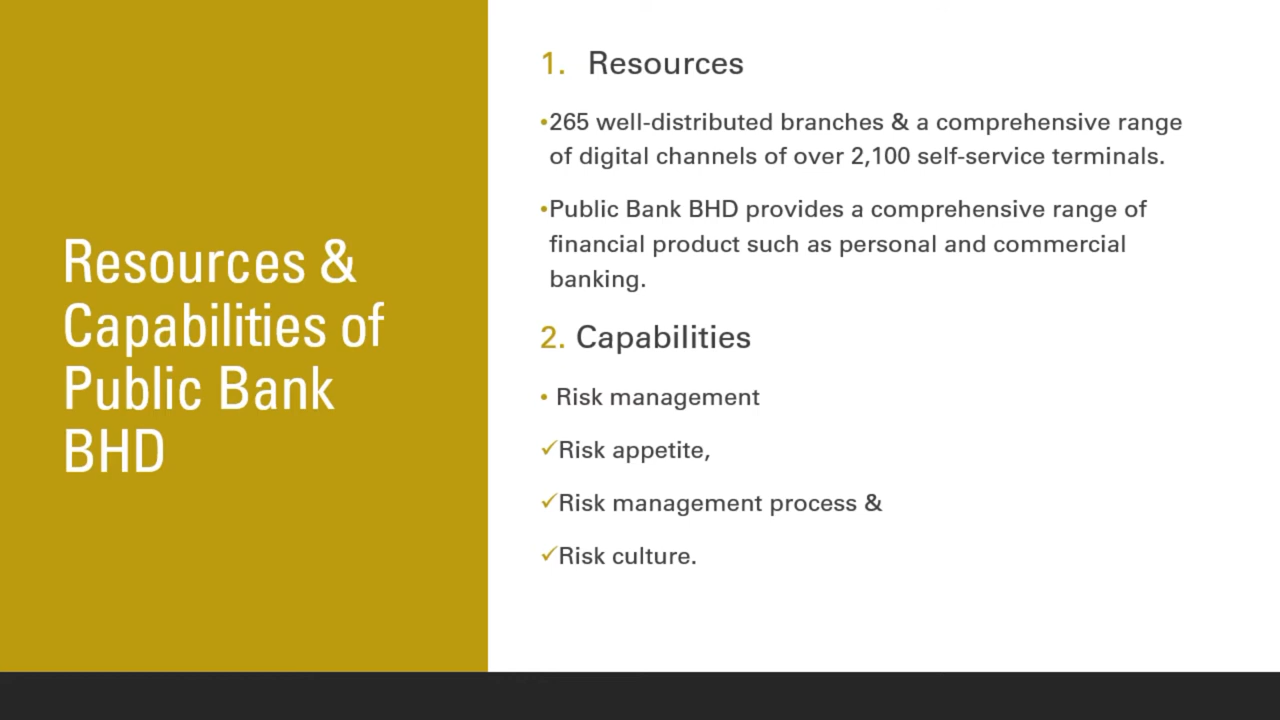 Resources &
Capabilities of
Public Bank
BHD
1. Resources
•265 well-distributed branches & a comprehensive range
of digital channels of over 2,100 self-service terminals.
•Public Bank BHD provides a comprehensive range of
financial product such as personal and commercial
banking.
2. Capabilities
• Risk management
✓Risk appetite,
✓Risk management process &
✓Risk culture.